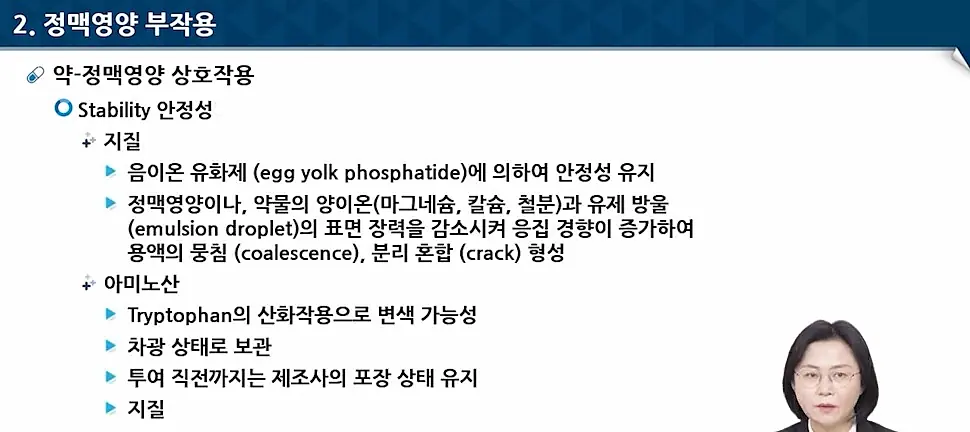 2. 정맥영양 부작용
약-정맥영양 상호작용
Stability 안정성
지질
음이온 유화제 (egg yolk phosphatide)에 의하여 안정성 유지
정맥영양이나, 약물의 양이온(마그네슘, 칼슘, 철분)과 유제 방울
(emulsion droplet)의 표면 장력을 감소시켜 응집 경향이 증가하여
용액의 뭉침 (coalescence), 분리 혼합 (crack) 형성
아미노산
Tryptophan의 산화작용으로 변색 가능성
차광 상태로 보관
투여 직전까지는 제조사의 포장 상태 유지
지질